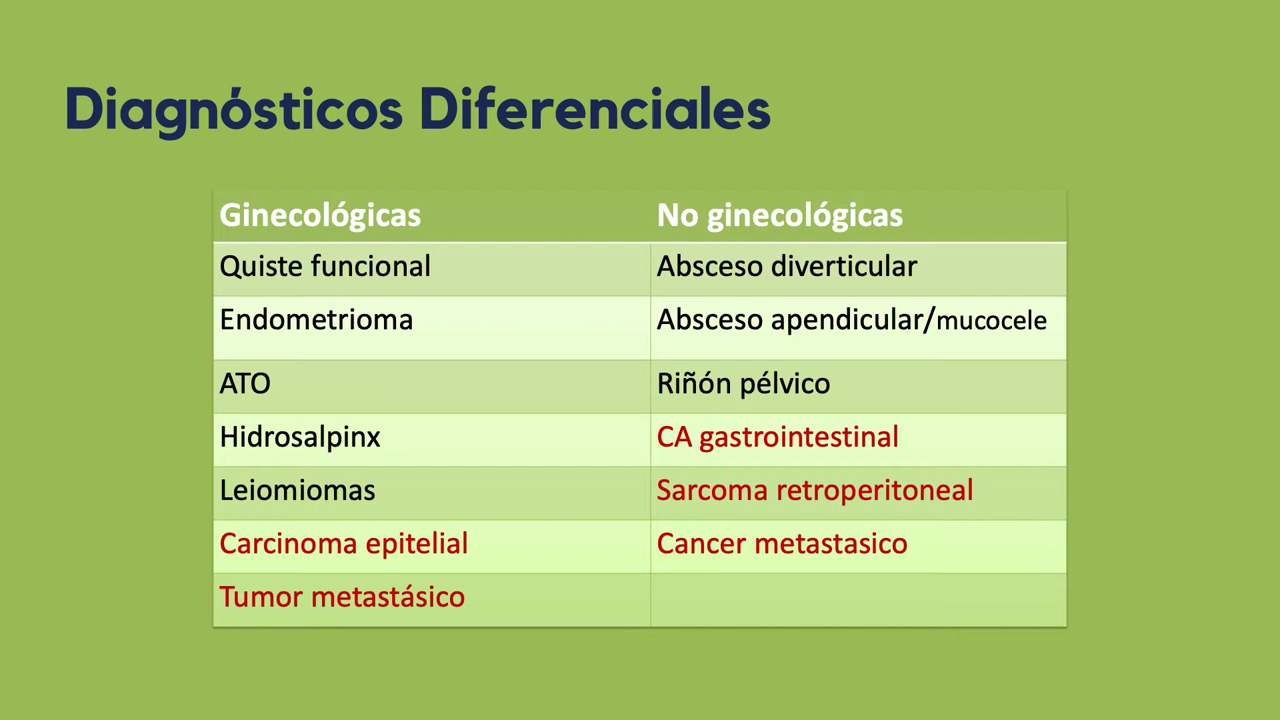 Diagnósticos Diferenciales
Ginecológicas No ginecológicas
Quiste funcional Absceso diverticular
Endometrioma Absceso apendicular/mucocele
ATO Riñón pélvico
Hidrosalpinx CA gastrointestinal
Leiomiomas Sarcoma retroperitoneal
Carcinoma epitelial Cancer metastasico
Tumor metastásico